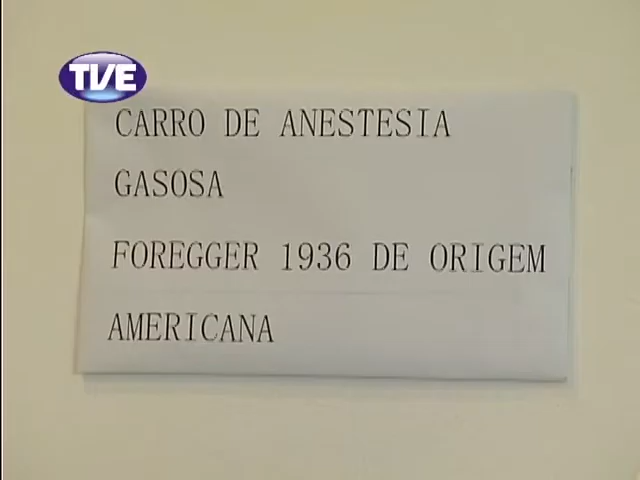 TVE
CARRO DE ANESTESIA
GASOSA
FOREGGER 1936 DE ORIGEM
AMERICANA